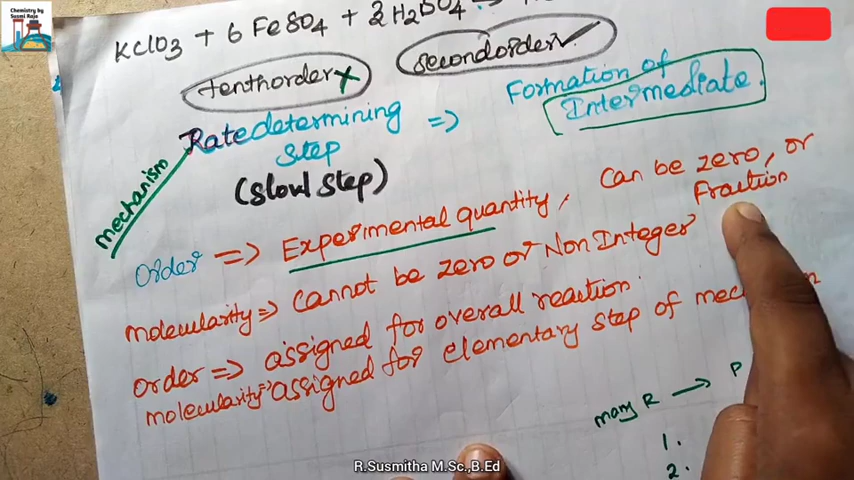 Chemistry by
Susmi Raja
KClO3 + 6 FeSO4 + 3 H2SO4
tenthorder x
secondorder ✓
Ratedetermining
Step
(slow step)
=>
Formation of
Intermediate.
mechanism
Order => Experimental quantity, Can be zero, or
Fraction
molecularity => Cannot be zero or Non Integer
Order => assigned for overall reaction.
molecularity => assigned for elementary step of
many R → P
1.
2.
R.Susmitha M.Sc.,B.Ed